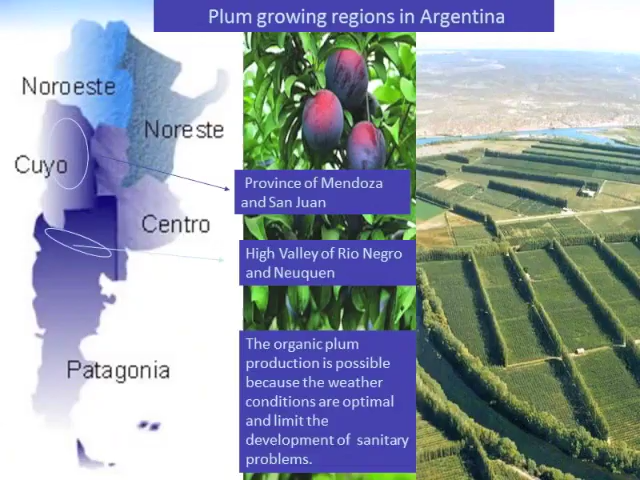 Plum growing regions in Argentina
Noroeste
Noreste
Cuyo
Centro
Patagonia
Province of Mendoza
and San Juan
High Valley of Rio Negro
and Neuquen
The organic plum
production is possible
because the weather
conditions are optimal
and limit the
development of sanitary
problems.